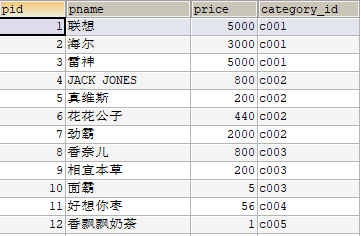 pid pname price category_id
1 联想 5000 c001
2 海尔 3000 c001
3 雷神 5000 c001
4 JACK JONES 800 c002
5 真维斯 200 c002
6 花花公子 440 c002
7 劲霸 2000 c002
8 香奈儿 800 c003
9 相宜本草 200 c003
10 面霸 5 c003
11 好想你枣 56 c004
12 香飘飘奶茶 1 c005